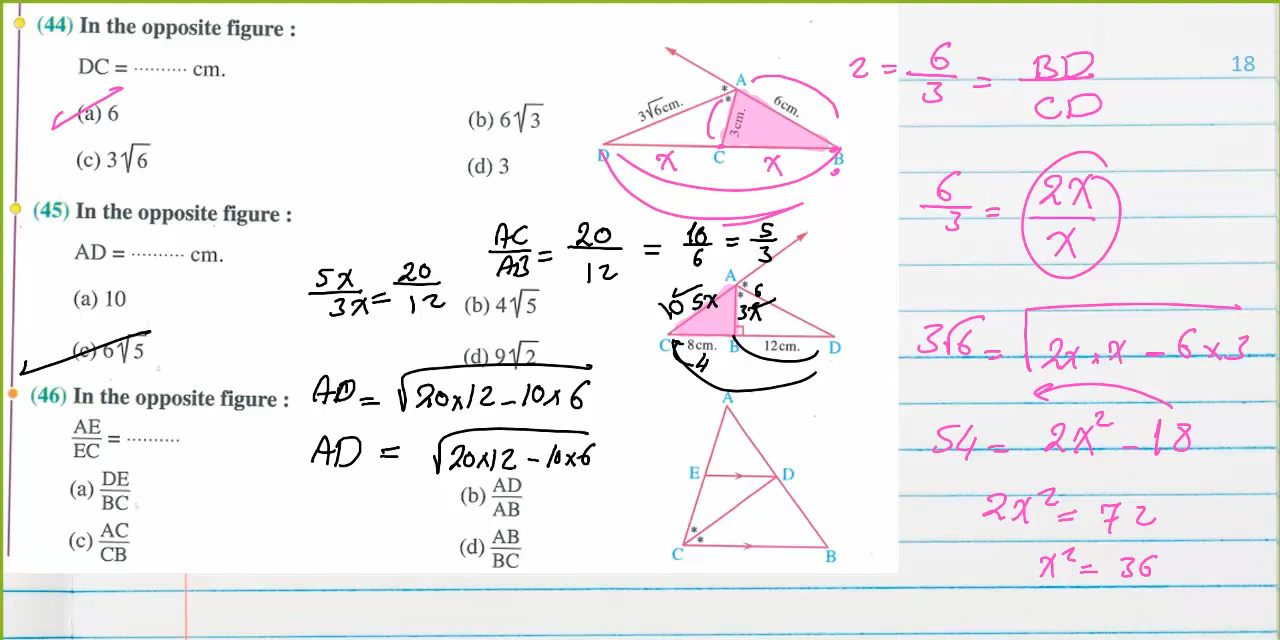 18
(44) In the opposite figure :
DC = .......... cm.
(a) 6
(b) 6√3
(c) 3√6
(d) 3
A
3√6cm.
6cm.
3cm.
D
C
B
x
x
2 = 6/3 = BD/CD
6/3 = 2x/x
3√6 = √(2x × x − 6 × 3)
54 = 2x² − 18
2x² = 72
x² = 36
(45) In the opposite figure :
AD = .......... cm.
(a) 10
(b) 4√5
(c) 6√5
(d) 9√2
AC/AB = 20/12 = 10/6 = 5/3
5x/3x = 20/12
A
10 5x
6
3x
C
8cm.
B
12cm.
D
AD = √(20×12 − 10×6)
AD = √(20×12 − 10×6)
(46) In the opposite figure :
AE/EC = ..........
(a) DE/BC
(b) AD/AB
(c) AC/CB
(d) AB/BC
A
E
D
C
B